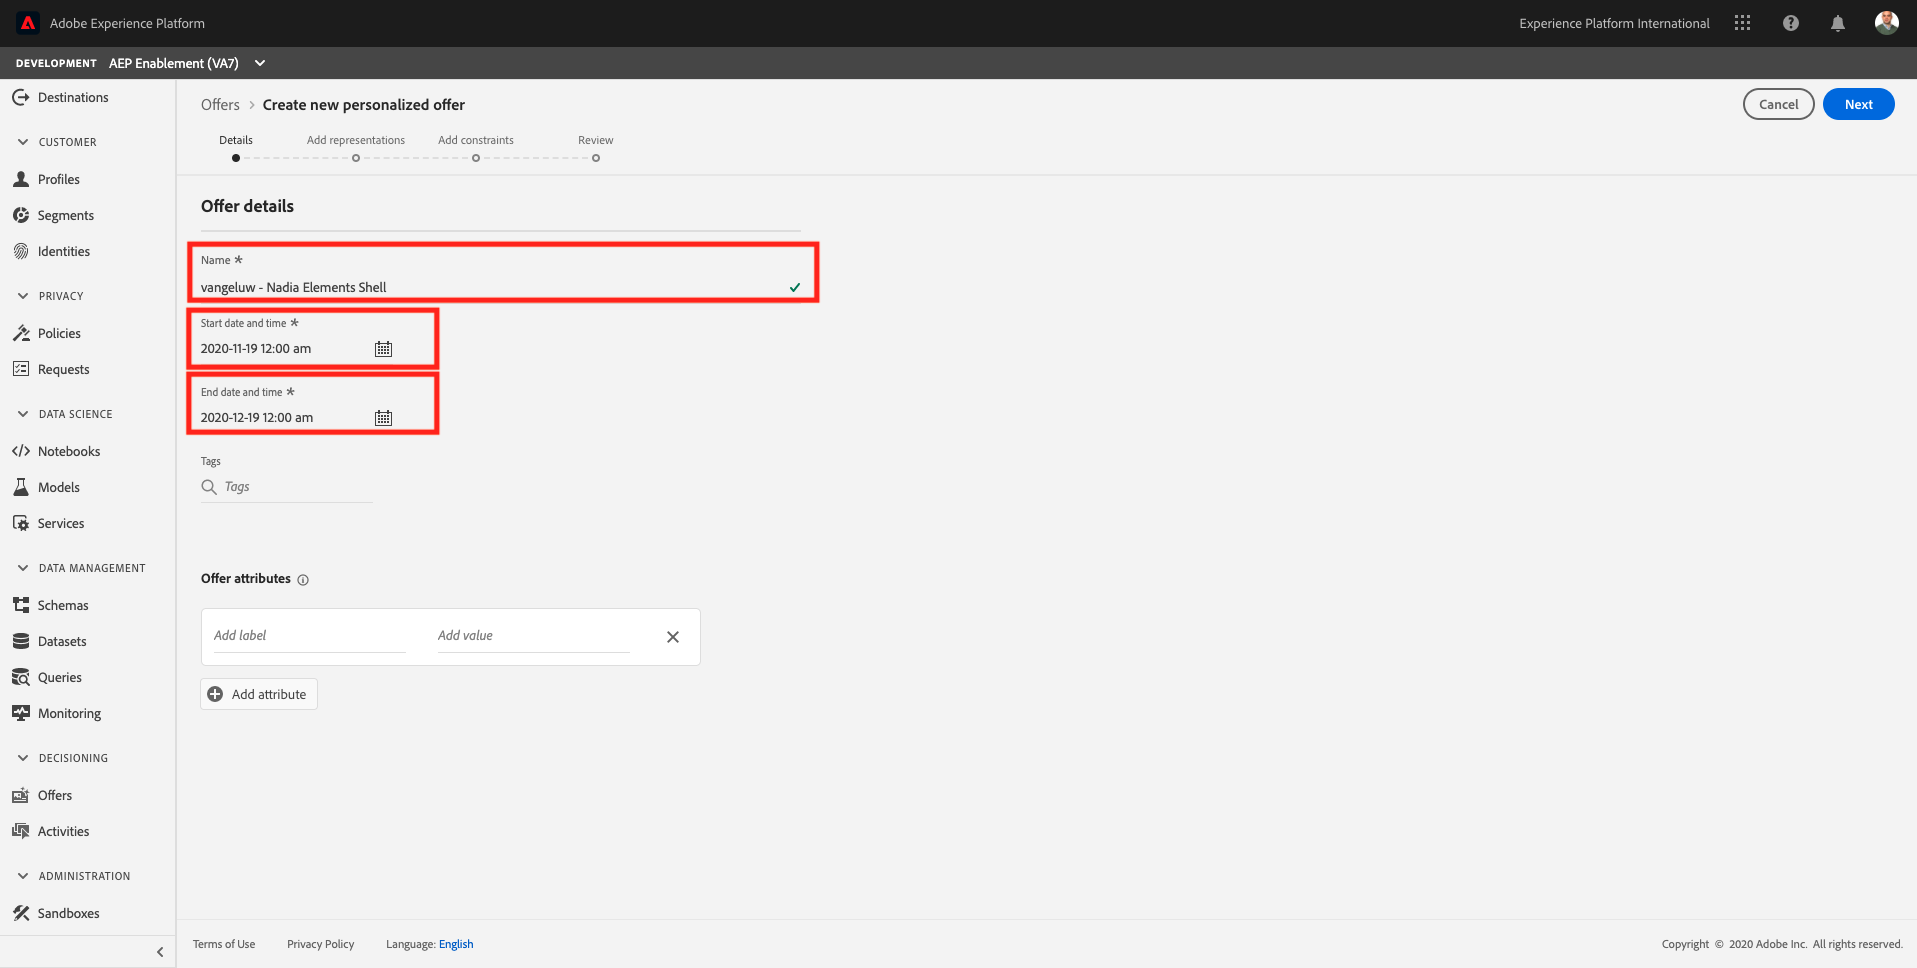 Adobe Experience Platform
Experience Platform International
DEVELOPMENT AEP Enablement (VA7)
Destinations
CUSTOMER
Profiles
Segments
Identities
PRIVACY
Policies
Requests
DATA SCIENCE
Notebooks
Models
Services
DATA MANAGEMENT
Schemas
Datasets
Queries
Monitoring
DECISIONING
Offers
Activities
ADMINISTRATION
Sandboxes
Offers > Create new personalized offer
Cancel
Next
Details
Add representations
Add constraints
Review
Offer details
Name *
vangeluw - Nadia Elements Shell
Start date and time *
2020-11-19 12:00 am
End date and time *
2020-12-19 12:00 am
Tags
Tags
Offer attributes
Add label
Add value
Add attribute
Terms of Use
Privacy Policy
Language: English
Copyright © 2020 Adobe Inc. All rights reserved.